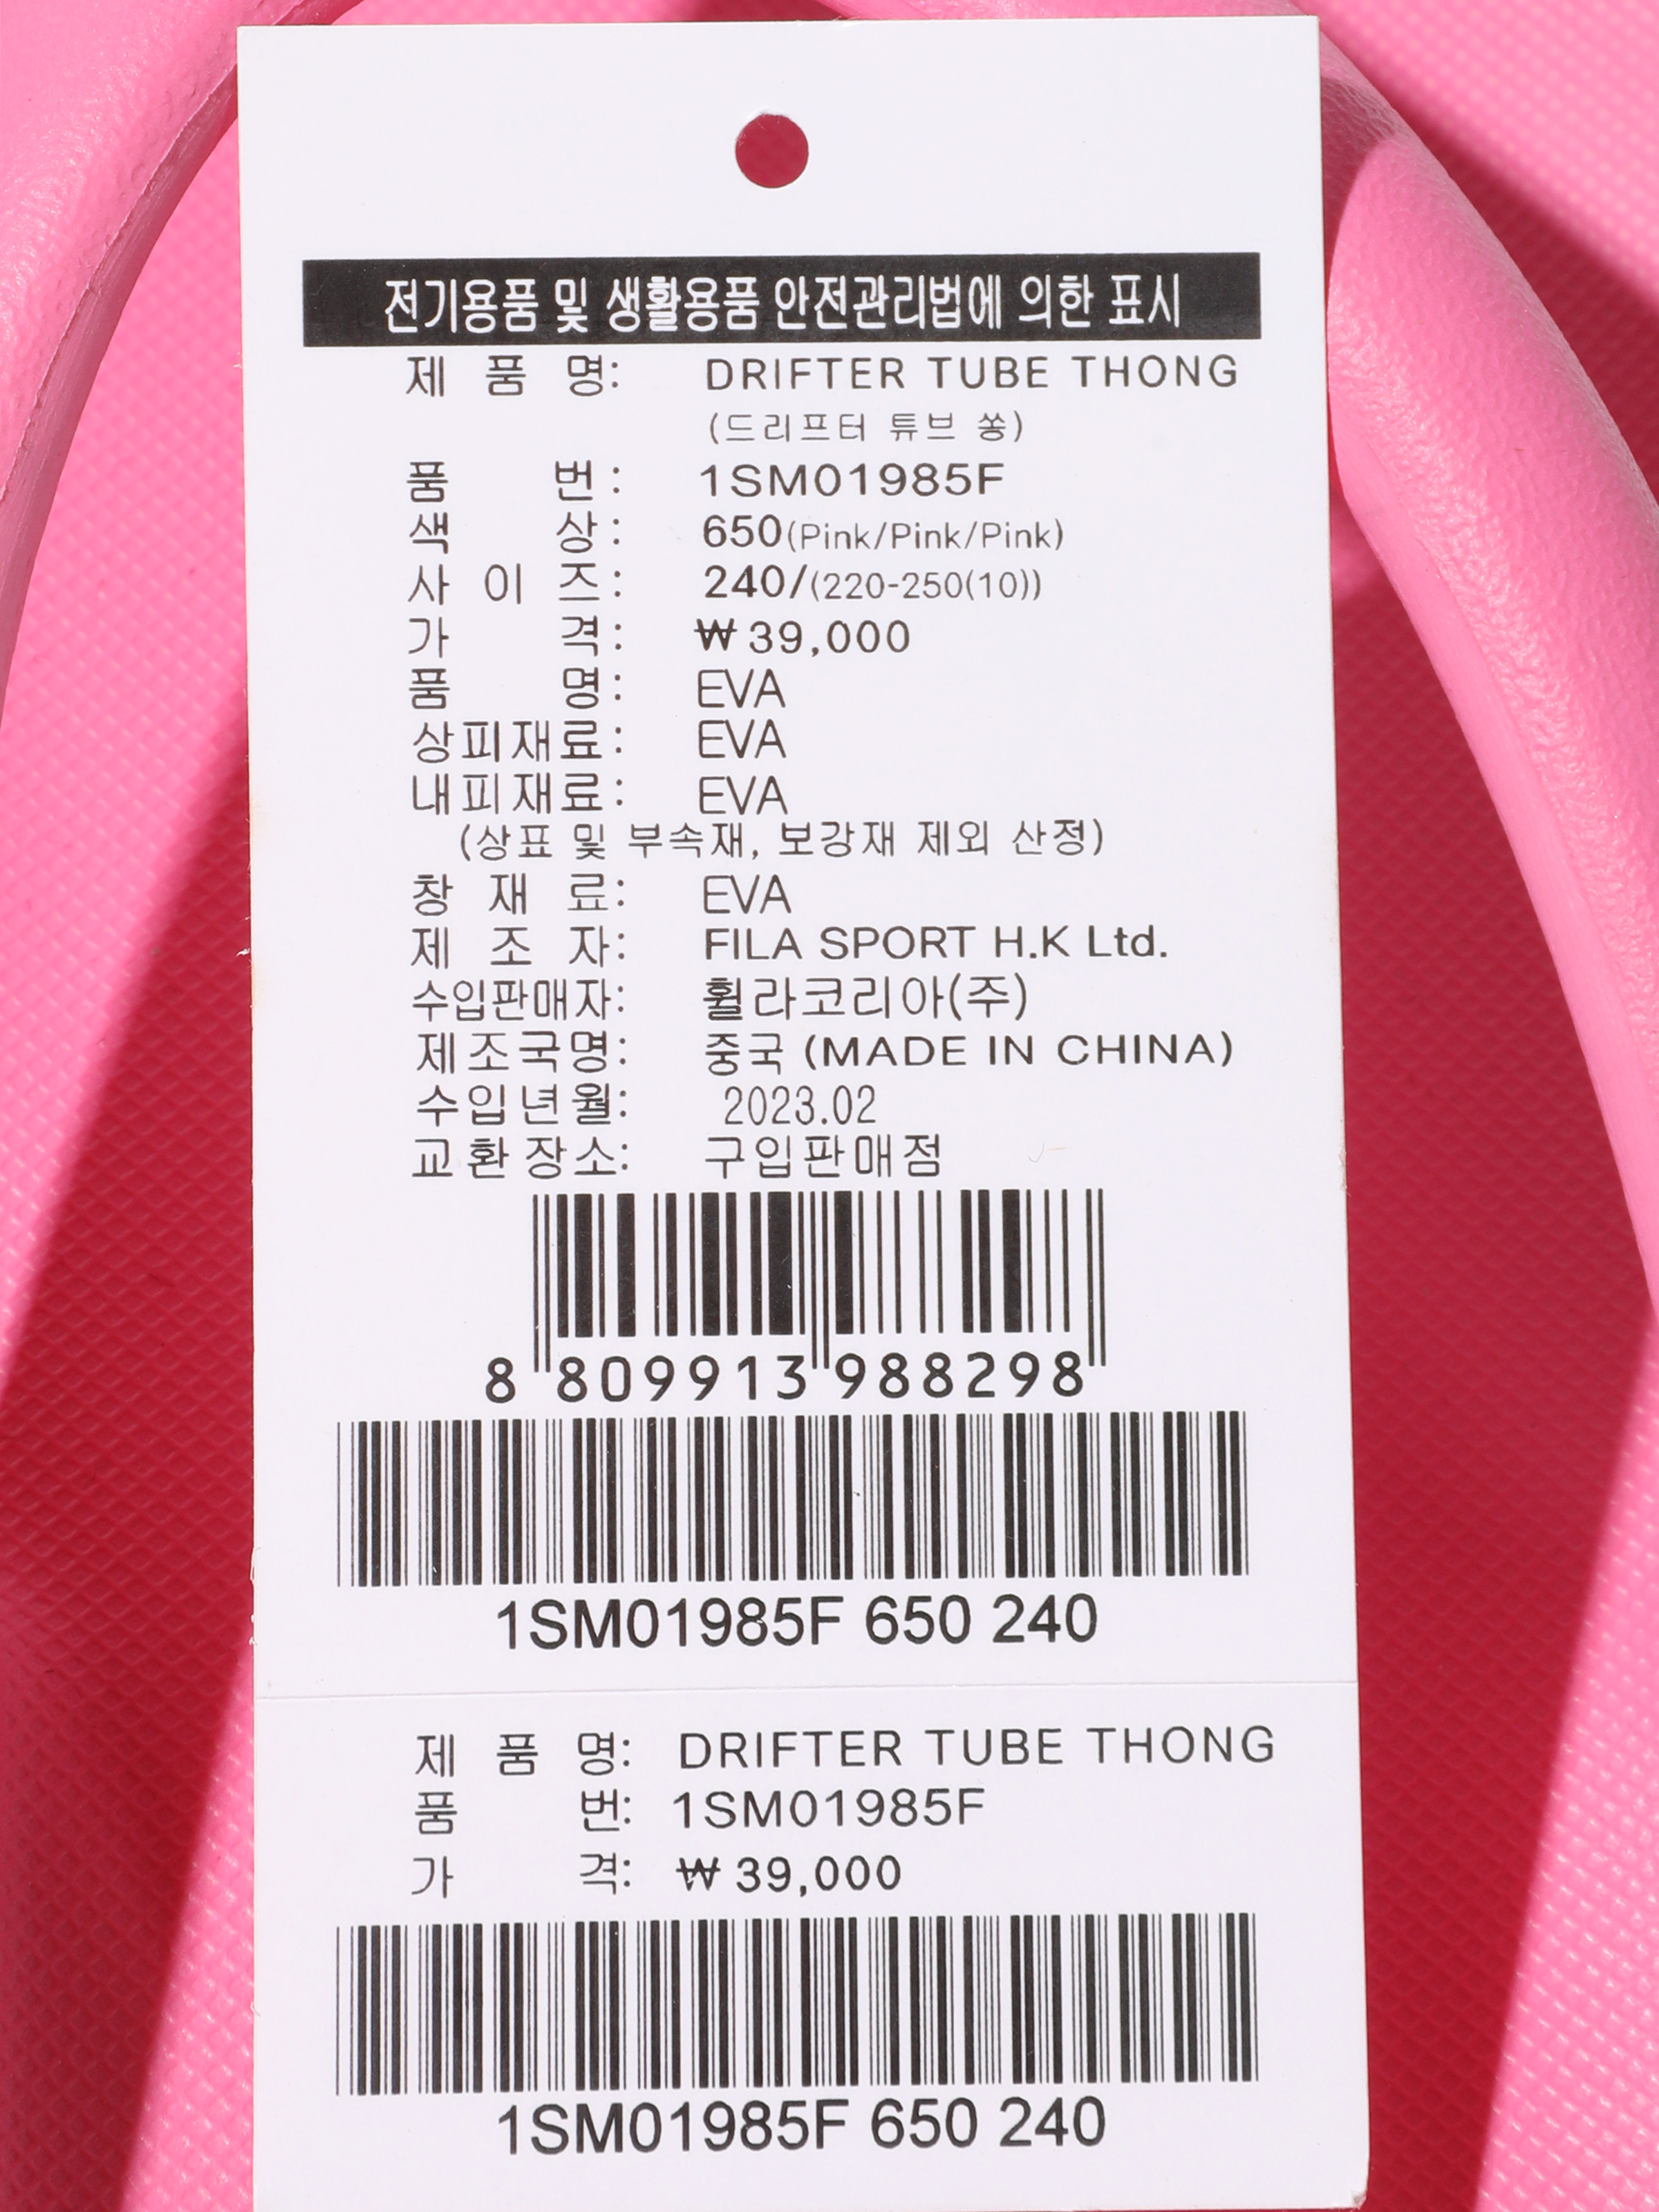 전기용품 및 생활용품 안전관리법에 의한 표시
제 품 명: DRIFTER TUBE THONG
(드리프터 튜브 쏭)
품 번: 1SM01985F
색 상: 650(Pink/Pink/Pink)
사 이 즈: 240/(220-250(10))
가 격: ₩39,000
품 명: EVA
상피재료: EVA
내피재료: EVA
(상표 및 부속재, 보강재 제외 산정)
창 재 료: EVA
제 조 자: FILA SPORT H.K Ltd.
수입판매자: 휠라코리아(주)
제조국명: 중국 (MADE IN CHINA)
수입년월: 2023.02
교환장소: 구입판매점
8 809913 988298
1SM01985F 650 240
제 품 명: DRIFTER TUBE THONG
품 번: 1SM01985F
가 격: ₩39,000
1SM01985F 650 240